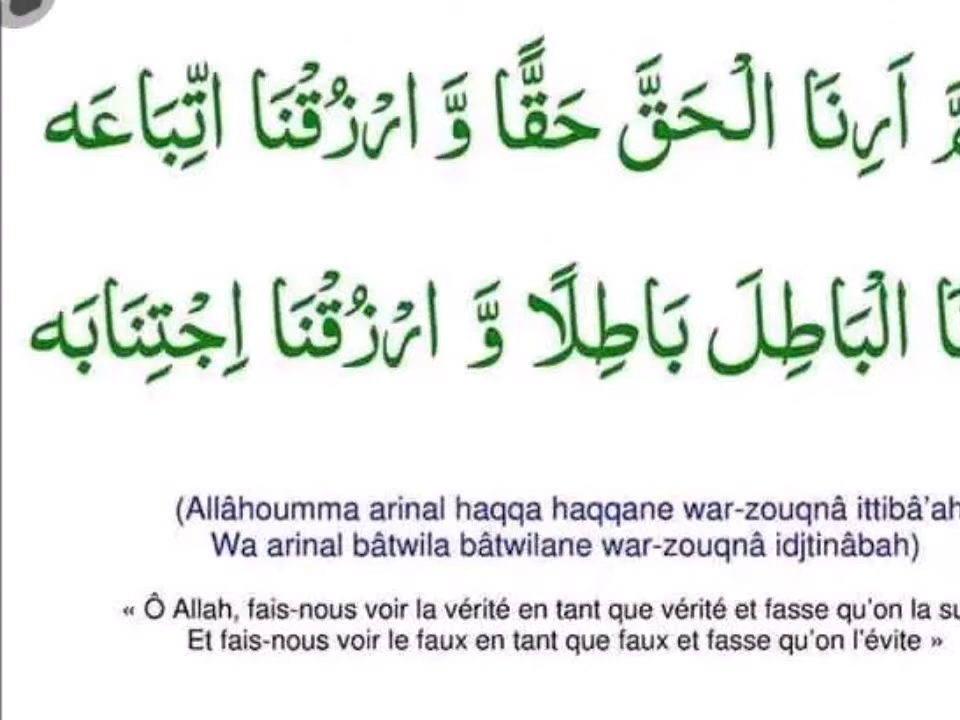 اَرِنَا الْحَقَّ حَقًّا وَّ ارْزُقْنَا اتِّبَاعَه
الْبَاطِلَ بَاطِلًا وَّ ارْزُقْنَا اِجْتِنَابَه
(Allâhoumma arinal haqqa haqqane war-zouqnâ ittibâ’ah
Wa arinal bâtwila bâtwilane war-zouqnâ idjtinâbah)
« Ô Allah, fais-nous voir la vérité en tant que vérité et fasse qu’on la
Et fais-nous voir le faux en tant que faux et fasse qu’on l’évite »